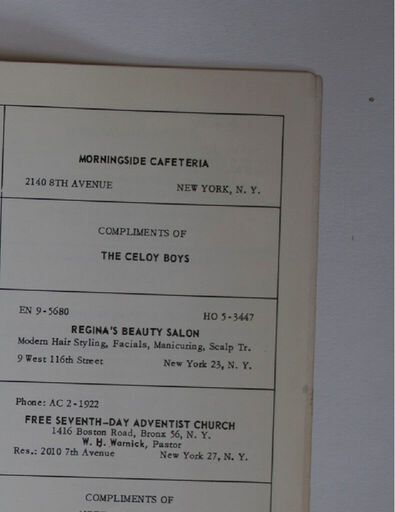 MORNINGSIDE CAFETERIA
2140 8TH AVENUE NEW YORK, N. Y.
COMPLIMENTS OF
THE CELOY BOYS
EN 9-5680 HO 5-3447
REGINA'S BEAUTY SALON
Modern Hair Styling, Facials, Manicuring, Scalp Tr.
9 West 116th Street New York 23, N. Y.
Phone: AC 2-1922
FREE SEVENTH-DAY ADVENTIST CHURCH
1416 Boston Road, Bronx 56, N. Y.
W. H. Warnick, Pastor
Res.: 2010 7th Avenue New York 27, N. Y.
COMPLIMENTS OF